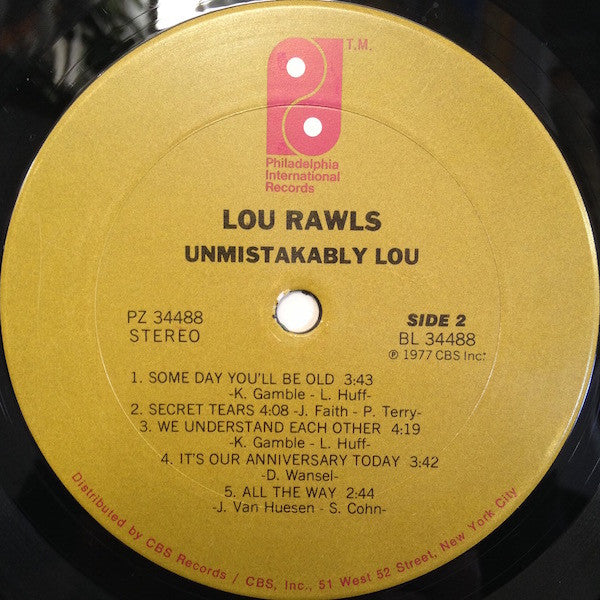 T.M.
Philadelphia
International
Records
LOU RAWLS
UNMISTAKABLY LOU
PZ 34488
STEREO
SIDE 2
BL 34488
℗ 1977 CBS Inc.
1. SOME DAY YOU'LL BE OLD 3:43
-K. Gamble - L. Huff-
2. SECRET TEARS 4:08 -J. Faith - P. Terry-
3. WE UNDERSTAND EACH OTHER 4:19
-K. Gamble - L. Huff-
4. IT'S OUR ANNIVERSARY TODAY 3:42
-D. Wansel-
5. ALL THE WAY 2:44
-J. Van Huesen - S. Cohn-
Distributed by CBS Records / CBS, Inc., 51 West 52 Street, New York City